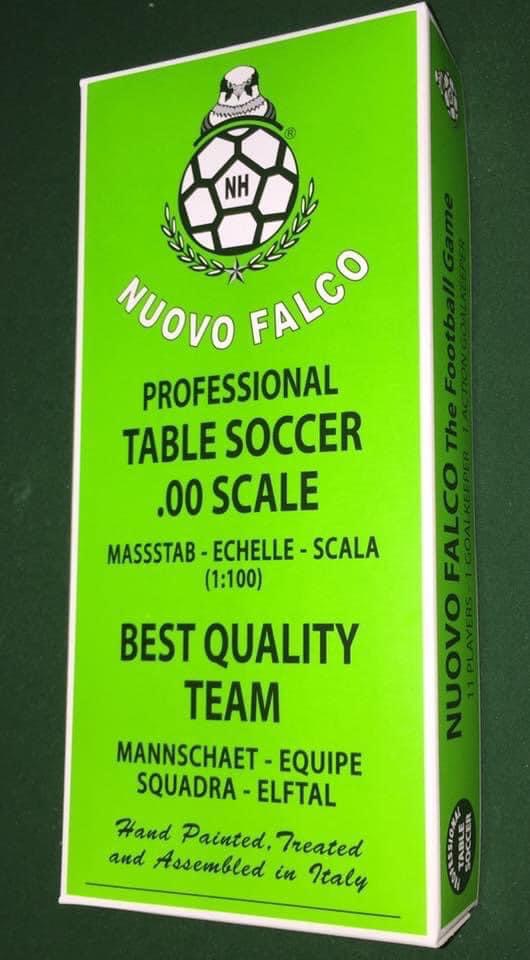 ®
NH
NUOVO FALCO
PROFESSIONAL
TABLE SOCCER
.00 SCALE
MASSSTAB - ECHELLE - SCALA
(1:100)
BEST QUALITY
TEAM
MANNSCHAET - EQUIPE
SQUADRA - ELFTAL
Hand Painted, Treated
and Assembled in Italy
NUOVO FALCO The Football Game
11 PLAYERS - 1 GOALKEEPER - 1 ACTION GOALKEEPER
TABLE
SOCCER